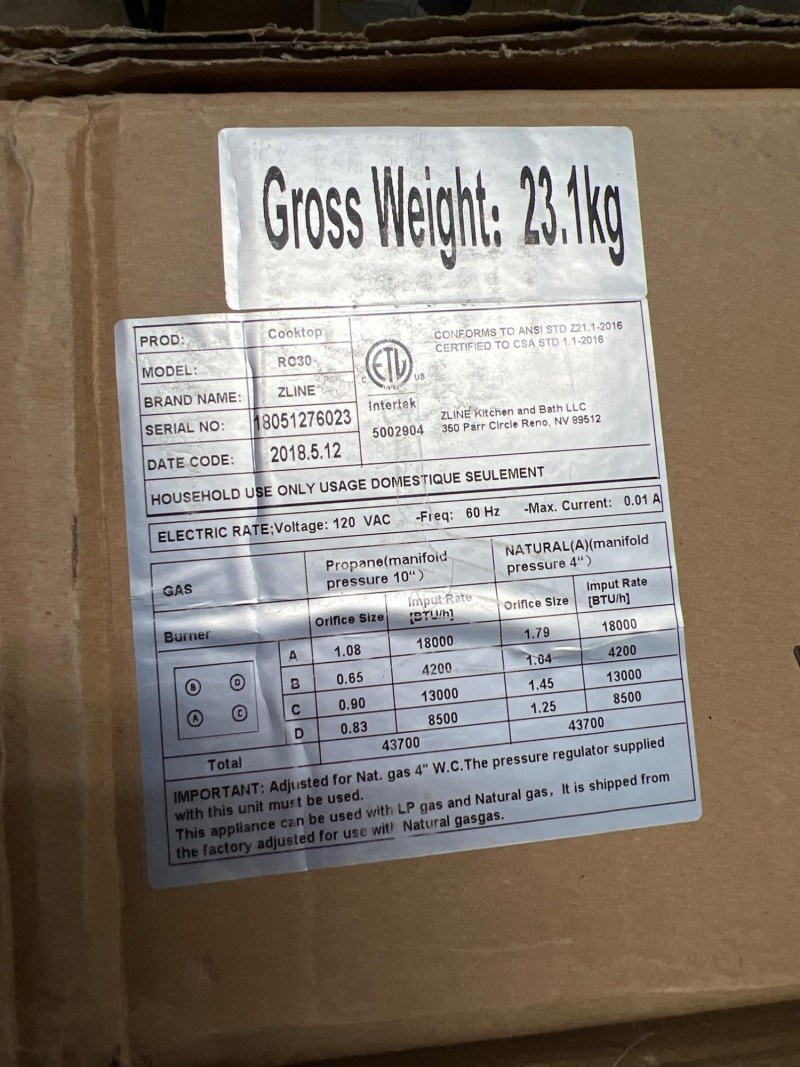 Gross Weight: 23.1kg
PROD: Cooktop
MODEL: RC30
BRAND NAME: ZLINE
SERIAL NO: 18051276023
DATE CODE: 2018.5.12
ETL
C US
Intertek
5002904
CONFORMS TO ANSI STD Z21.1-2016
CERTIFIED TO CSA STD 1.1-2016
ZLINE Kitchen and Bath LLC
350 Parr Circle Reno, NV 89512
HOUSEHOLD USE ONLY USAGE DOMESTIQUE SEULEMENT
ELECTRIC RATE;Voltage: 120 VAC -Freq: 60 Hz -Max. Current: 0.01 A
GAS
Propane(manifold
pressure 10")
NATURAL(A)(manifold
pressure 4")
Burner
Orifice Size
Imput Rate
[BTU/h]
Orifice Size
Imput Rate
[BTU/h]
A 1.08 18000 1.79 18000
B 0.65 4200 1.04 4200
C 0.90 13000 1.45 13000
D 0.83 8500 1.25 8500
B D
A C
Total 43700 43700
IMPORTANT: Adjusted for Nat. gas 4" W.C.The pressure regulator supplied
with this unit must be used.
This appliance can be used with LP gas and Natural gas, It is shipped from
the factory adjusted for use with Natural gasgas.